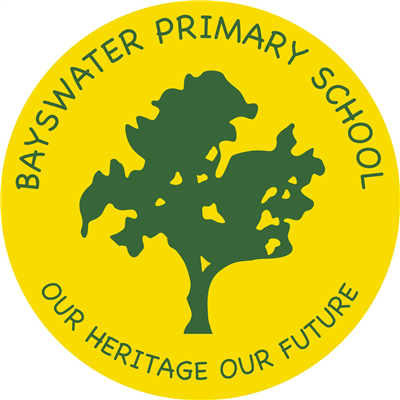 BAYSWATER PRIMARY SCHOOL
OUR HERITAGE OUR FUTURE